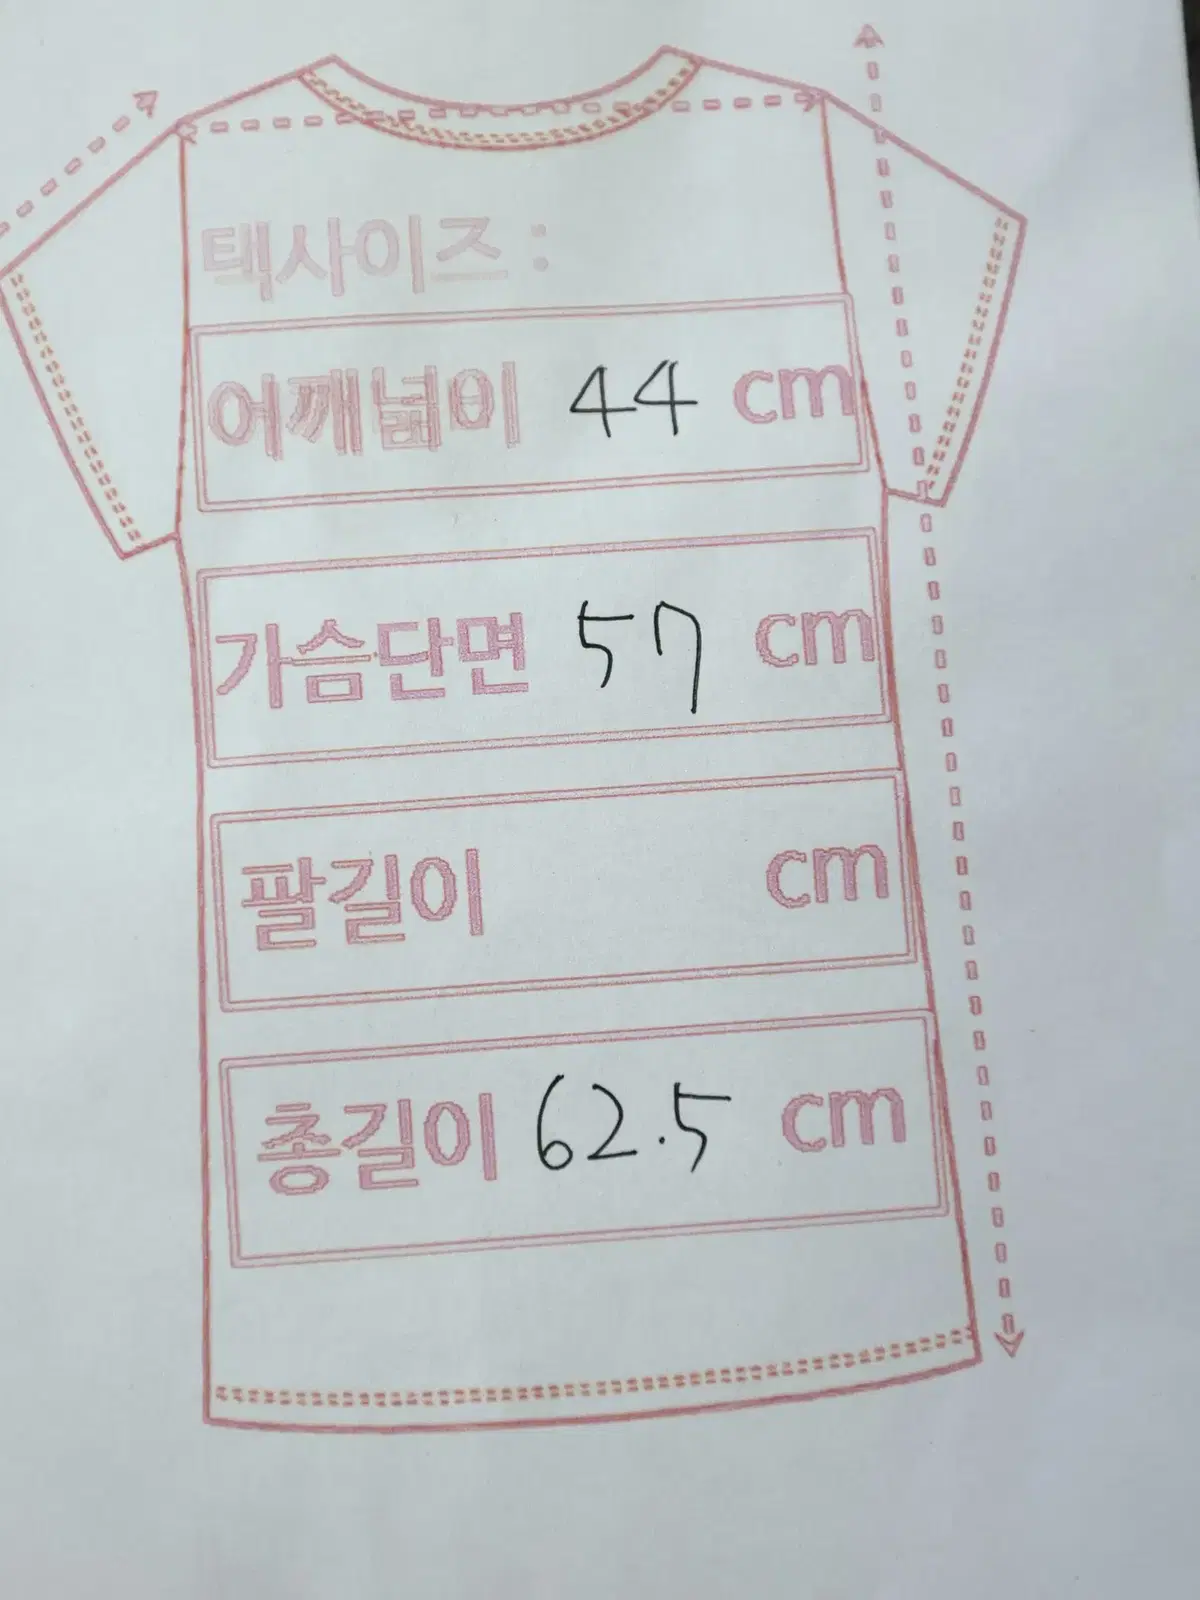 택사이즈 :
어깨넓이 44 cm
가슴단면 57 cm
팔길이 cm
총길이 62.5 cm